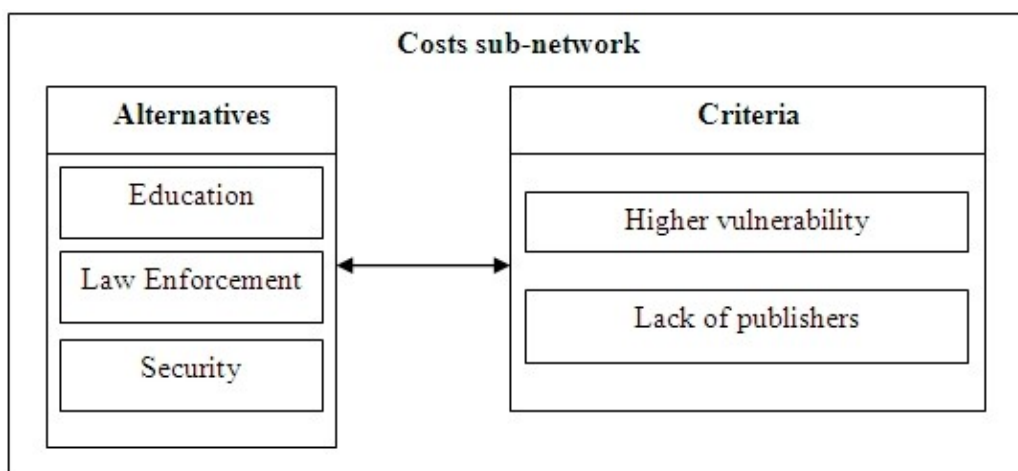 Costs sub-network
Alternatives
Education
Law Enforcement
Security
Criteria
Higher vulnerability
Lack of publishers